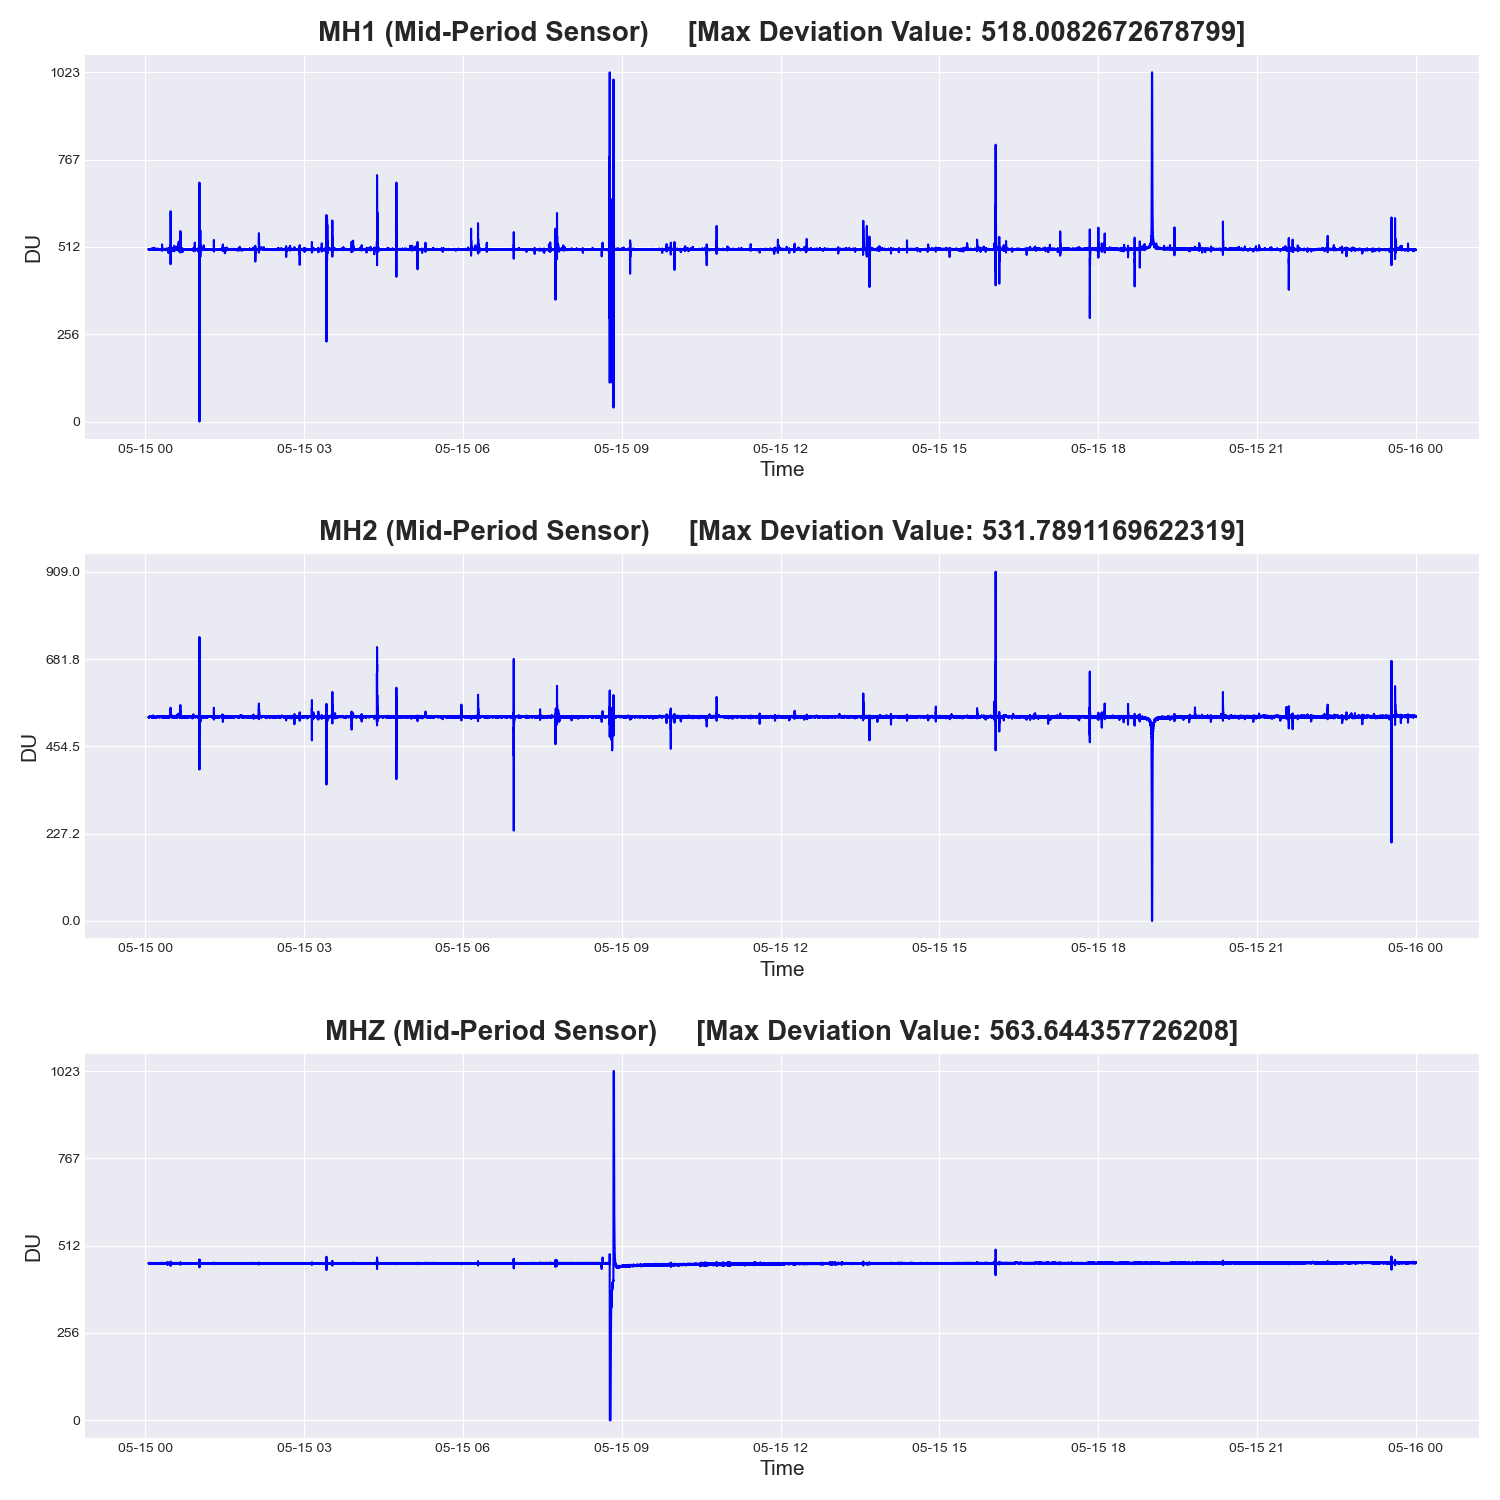 MH1 (Mid-Period Sensor) [Max Deviation Value: 518.0082672678799]
1023
767
512
256
0
DU
05-15 00 05-15 03 05-15 06 05-15 09 05-15 12 05-15 15 05-15 18 05-15 21 05-16 00
Time
MH2 (Mid-Period Sensor) [Max Deviation Value: 531.7891169622319]
909.0
681.8
454.5
227.2
0.0
DU
05-15 00 05-15 03 05-15 06 05-15 09 05-15 12 05-15 15 05-15 18 05-15 21 05-16 00
Time
MHZ (Mid-Period Sensor) [Max Deviation Value: 563.644357726208]
1023
767
512
256
0
DU
05-15 00 05-15 03 05-15 06 05-15 09 05-15 12 05-15 15 05-15 18 05-15 21 05-16 00
Time